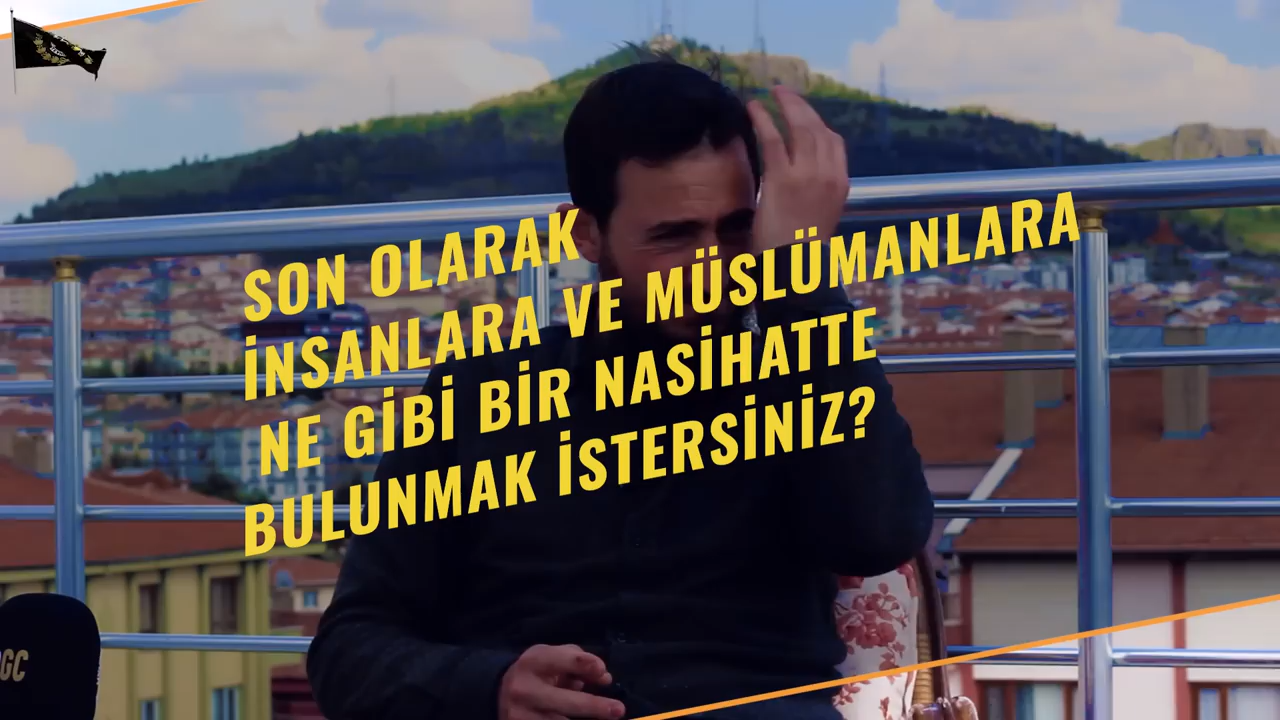 SON OLARAK
İNSANLARA VE MÜSLÜMANLARA
NE GİBİ BİR NASİHATTE
BULUNMAK İSTERSİNİZ?